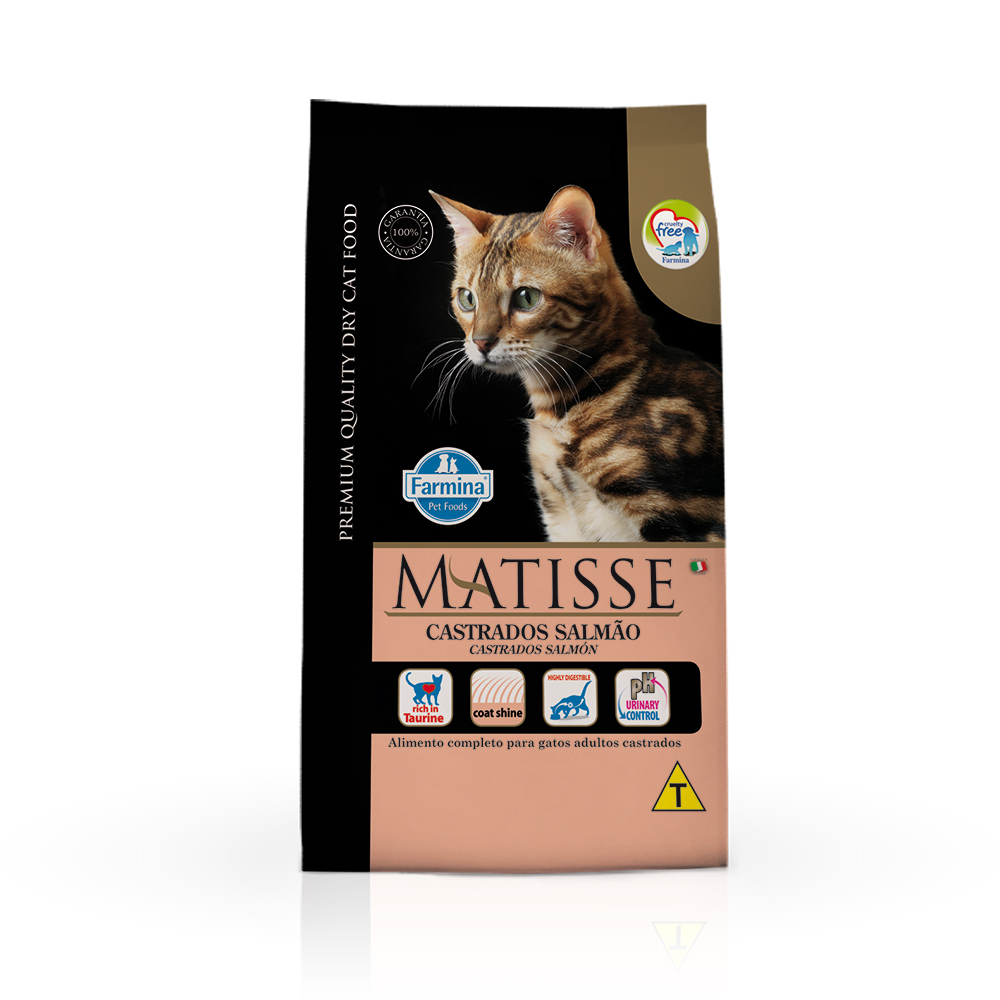 PREMIUM QUALITY DRY CAT FOOD
GARANTIA
100%
GARANTIA
cruelty
free
Farmina
Farmina®
Pet Foods
MATISSE
CASTRADOS SALMÃO
CASTRADOS SALMÓN
rich in
Taurine
coat shine
HIGHLY DIGESTIBLE
pH
URINARY
CONTROL
Alimento completo para gatos adultos castrados
T